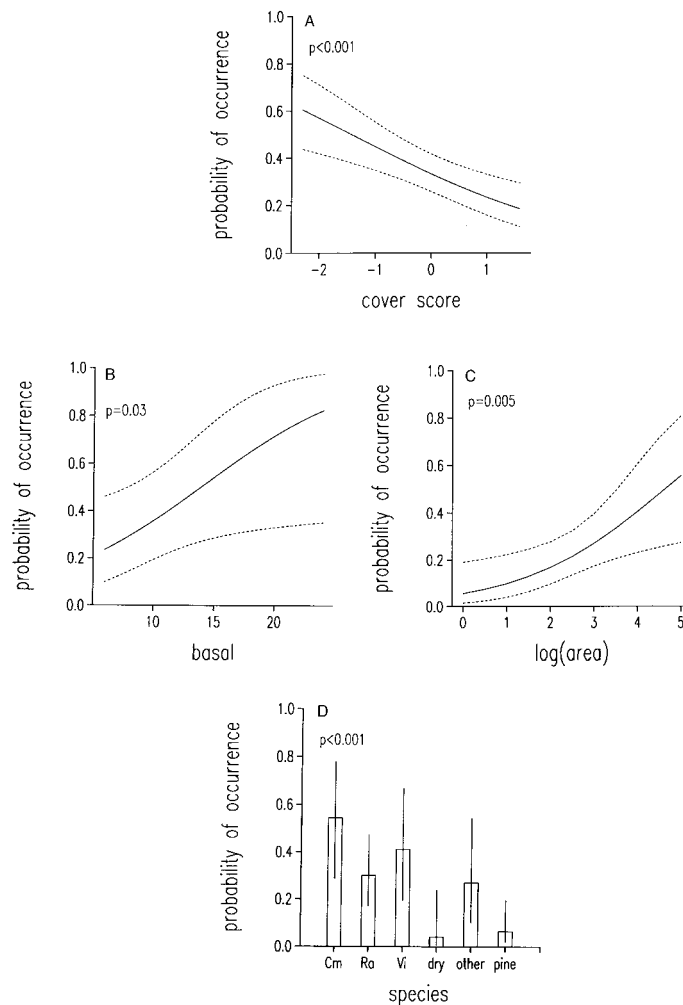 A
p<0.001
probability of occurrence
1.0
0.8
0.6
0.4
0.2
0.0
-2 -1 0 1
cover score
B
p=0.03
probability of occurrence
1.0
0.8
0.6
0.4
0.2
0.0
10 15 20
basal
C
p=0.005
probability of occurrence
1.0
0.8
0.6
0.4
0.2
0.0
0 1 2 3 4 5
log(area)
D
p<0.001
probability of occurrence
1.0
0.8
0.6
0.4
0.2
0.0
Cm Ra Vi dry other pine
species